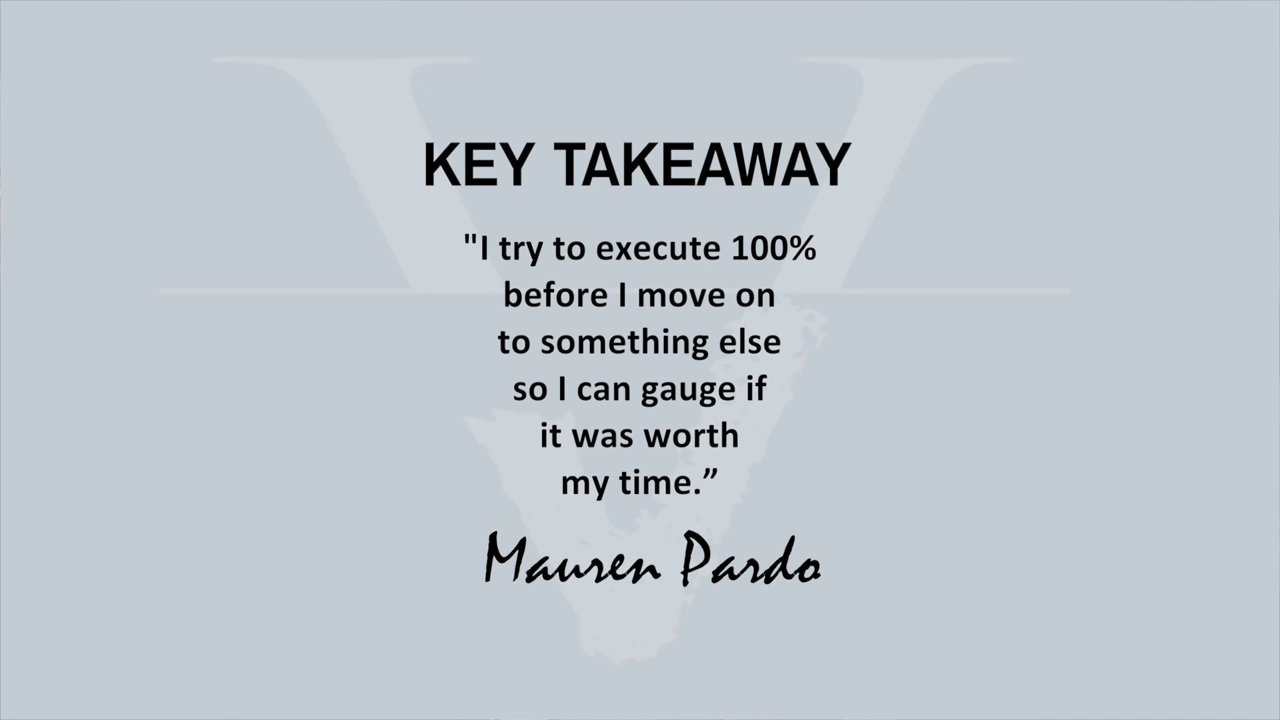 KEY TAKEAWAY
"I try to execute 100%
before I move on
to something else
so I can gauge if
it was worth
my time.”
Mauren Pardo